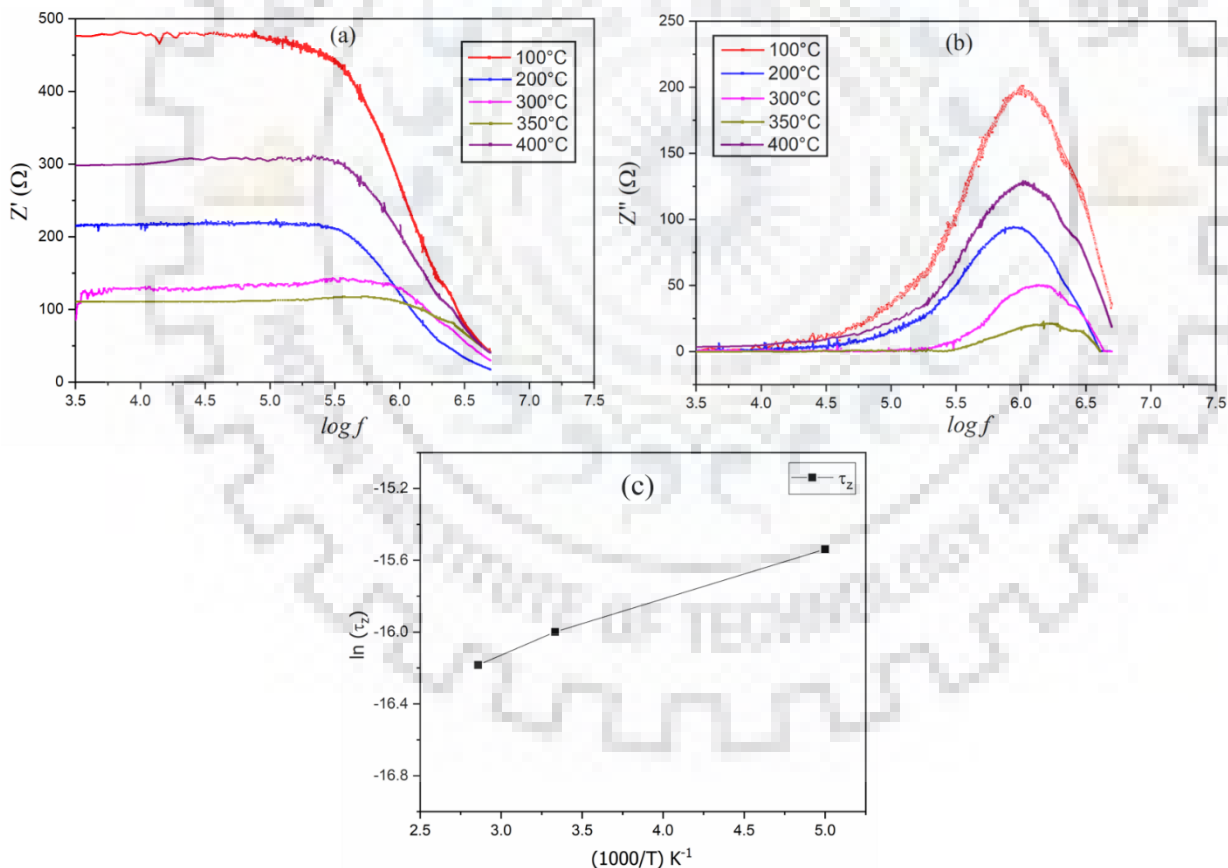 (a)
100°C
200°C
300°C
350°C
400°C
500
400
300
200
100
0
Z' (Ω)
3.5 4.0 4.5 5.0 5.5 6.0 6.5 7.0 7.5
log f
(b)
100°C
200°C
300°C
350°C
400°C
250
200
150
100
50
0
Z'' (Ω)
3.5 4.0 4.5 5.0 5.5 6.0 6.5 7.0 7.5
log f
(c)
τz
-15.2
-15.6
-16.0
-16.4
-16.8
ln (τz)
2.5 3.0 3.5 4.0 4.5 5.0
(1000/T) K-1